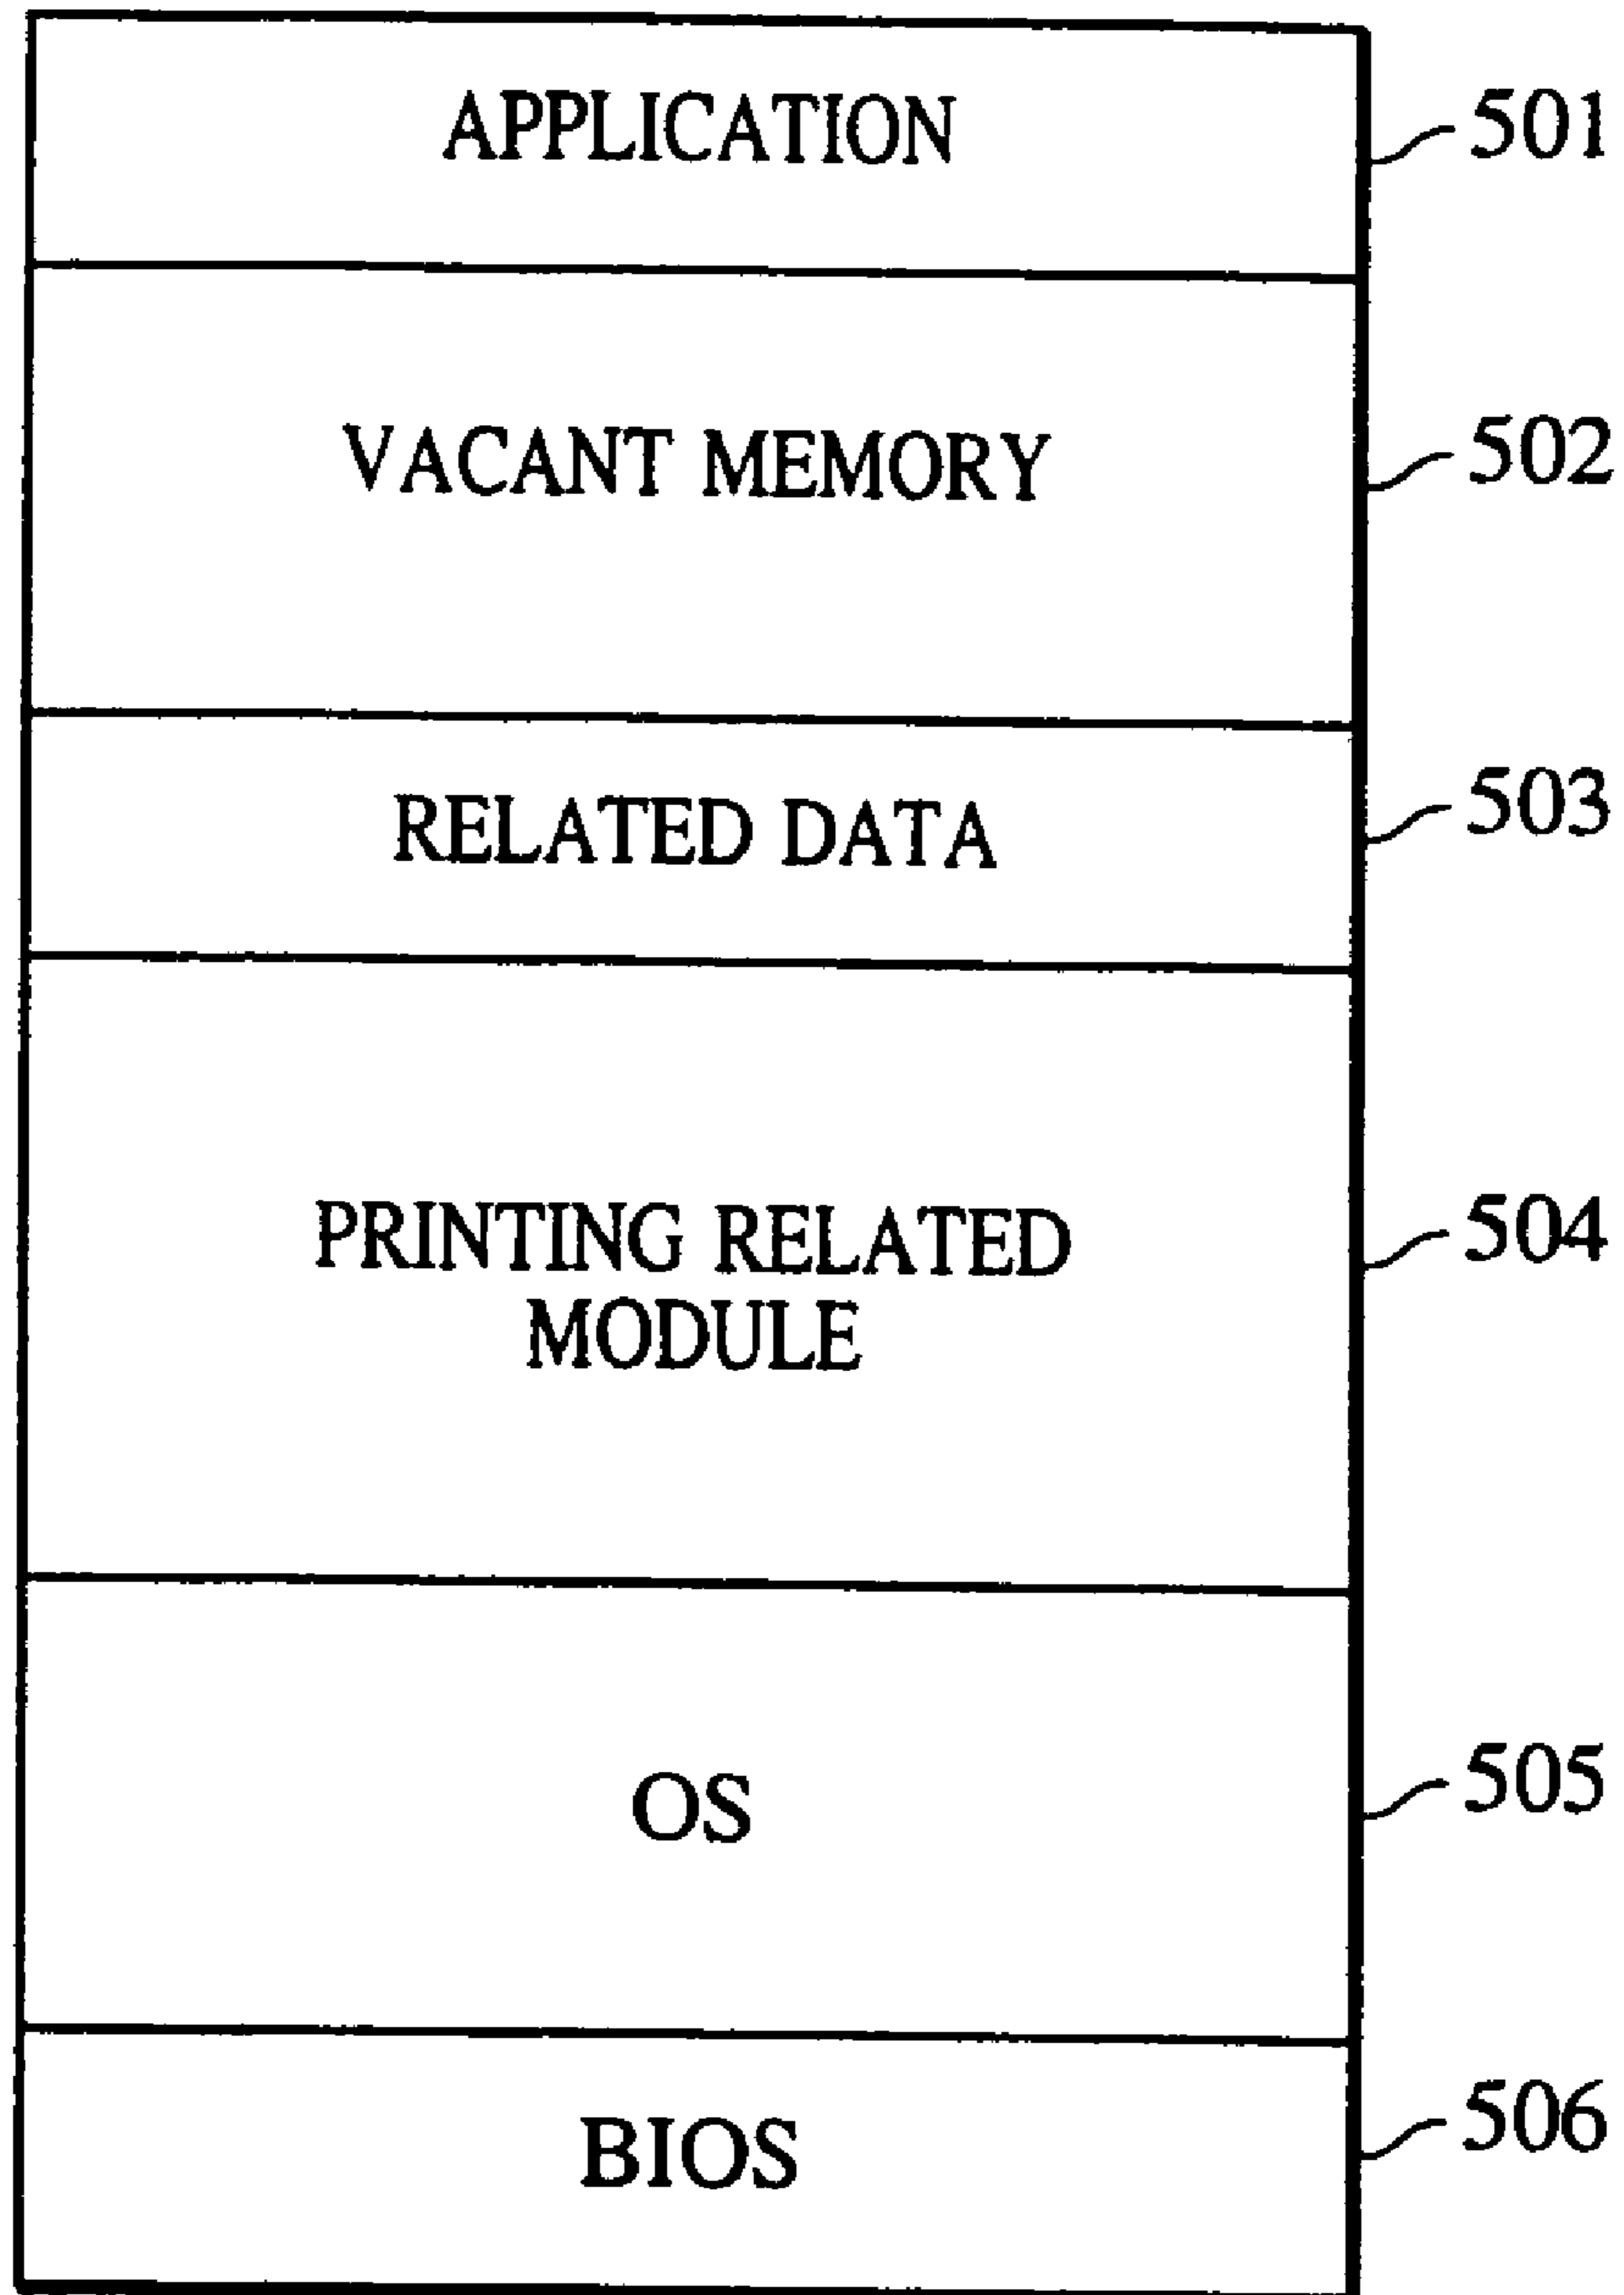 APPLICATION
501
VACANT MEMORY
502
RELATED DATA
503
PRINTING RELATED
MODULE
504
OS
505
BIOS
506